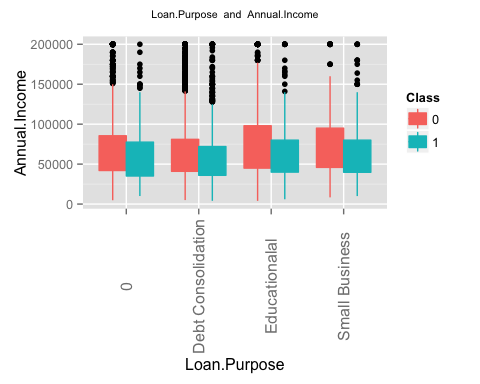 Loan.Purpose and Annual.Income
200000
150000
100000
50000
0
Annual.Income
0
Debt Consolidation
Educationalal
Small Business
Loan.Purpose
Class
0
1